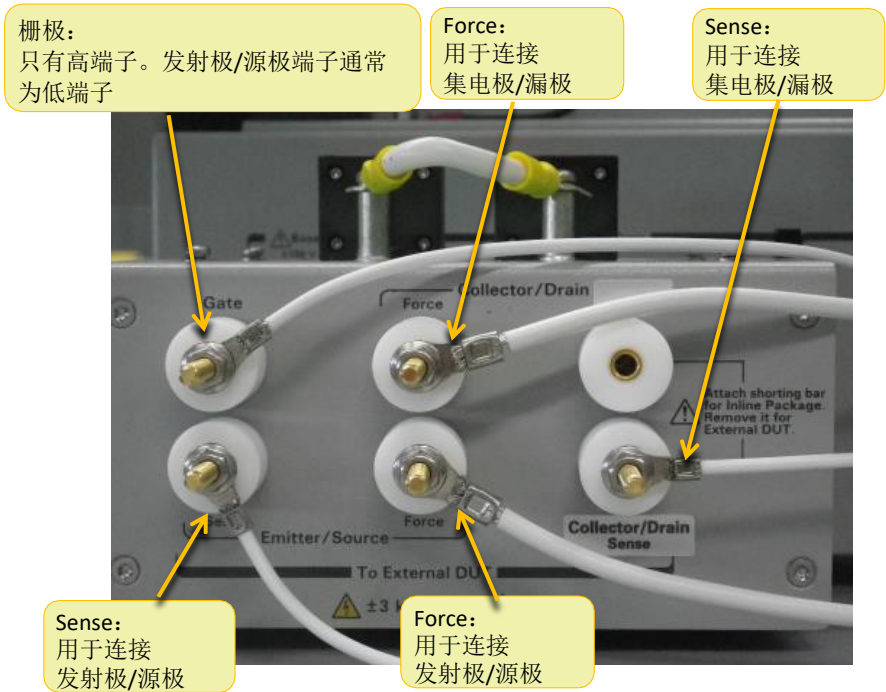 栅极：
只有高端子。发射极/源极端子通常
为低端子
Force：
用于连接
集电极/漏极
Sense：
用于连接
集电极/漏极
Gate
Collector/Drain
Force
Attach shorting bar
for Inline Package.
Remove it for
External DUT.
Force
Emitter/Source
Collector/Drain
Sense
To External DUT
±3 k
Sense：
用于连接
发射极/源极
Force：
用于连接
发射极/源极